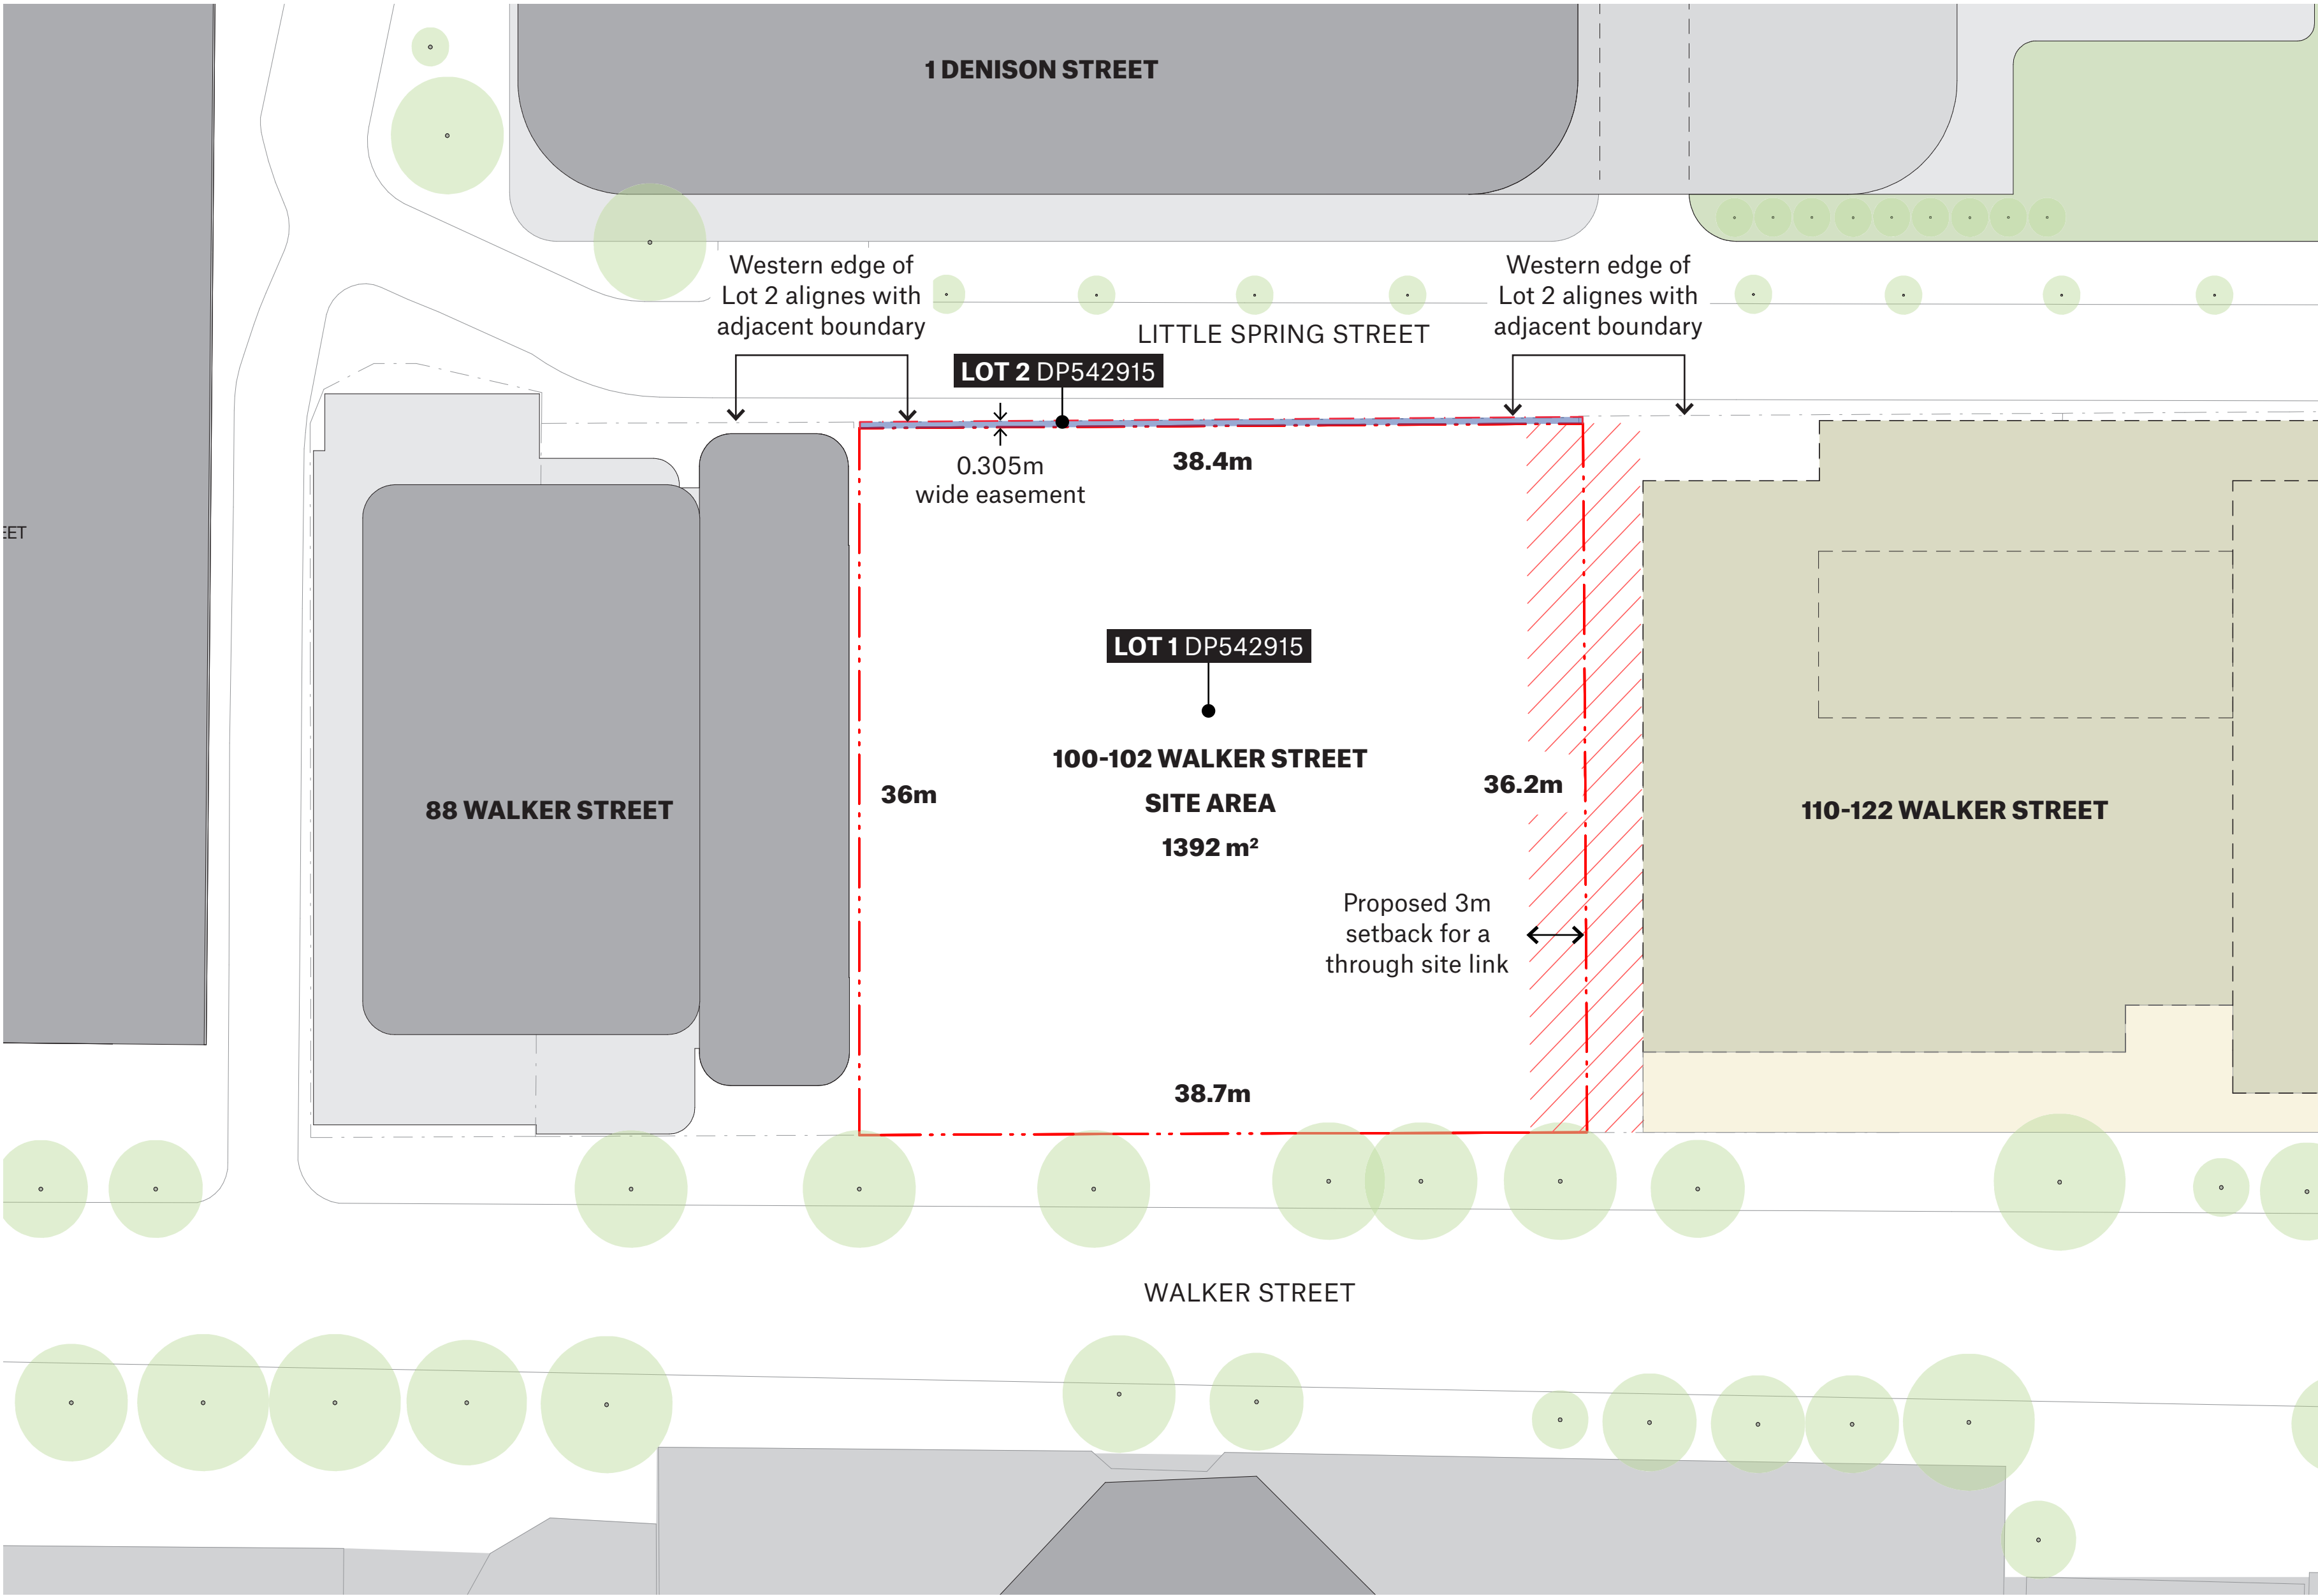 1 DENISON STREET
Western edge of
Lot 2 alignes with
adjacent boundary
Western edge of
Lot 2 alignes with
adjacent boundary
LITTLE SPRING STREET
LOT 2 DP542915
0.305m
wide easement
38.4m
EET
LOT 1 DP542915
100-102 WALKER STREET
SITE AREA
1392 m²
36m
36.2m
88 WALKER STREET
110-122 WALKER STREET
Proposed 3m
setback for a
through site link
38.7m
WALKER STREET